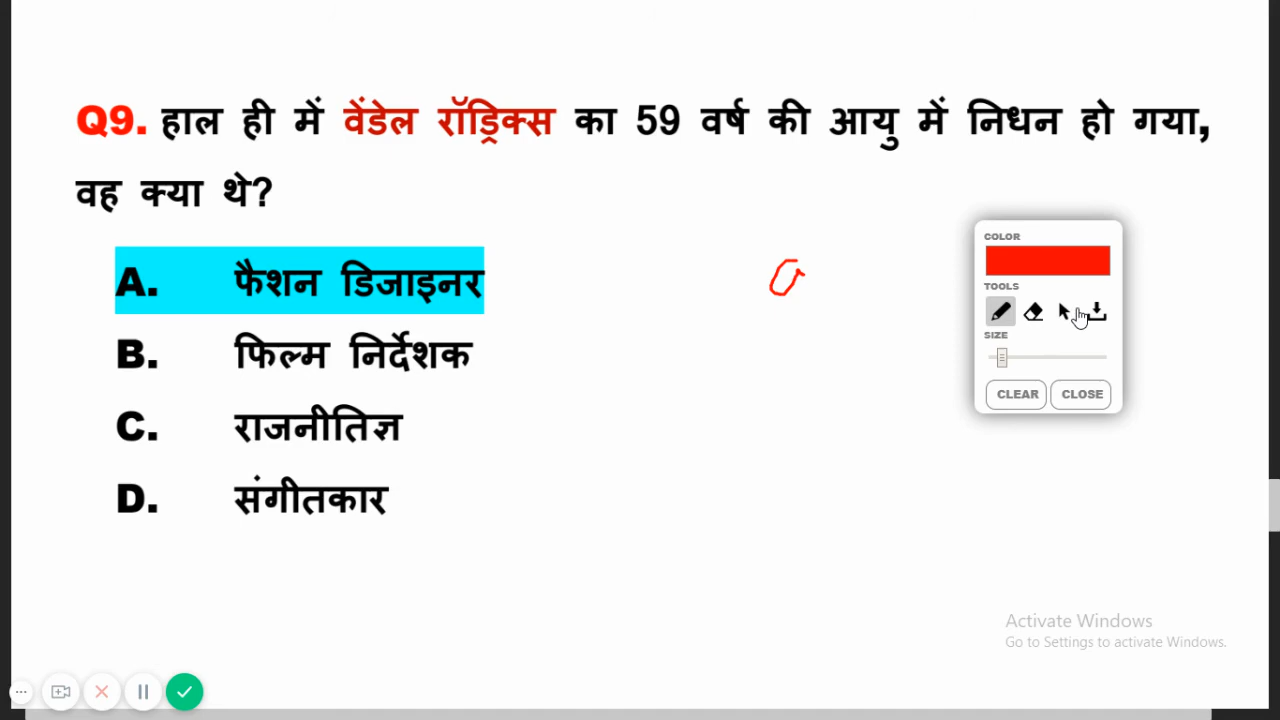 Q9. हाल ही में वेंडेल रॉड्रिक्स का 59 वर्ष की आयु में निधन हो गया,
वह क्या थे?
A. फैशन डिजाइनर
B. फिल्म निर्देशक
C. राजनीतिज्ञ
D. संगीतकार
COLOR
TOOLS
SIZE
CLEAR CLOSE
Activate Windows
Go to Settings to activate Windows.